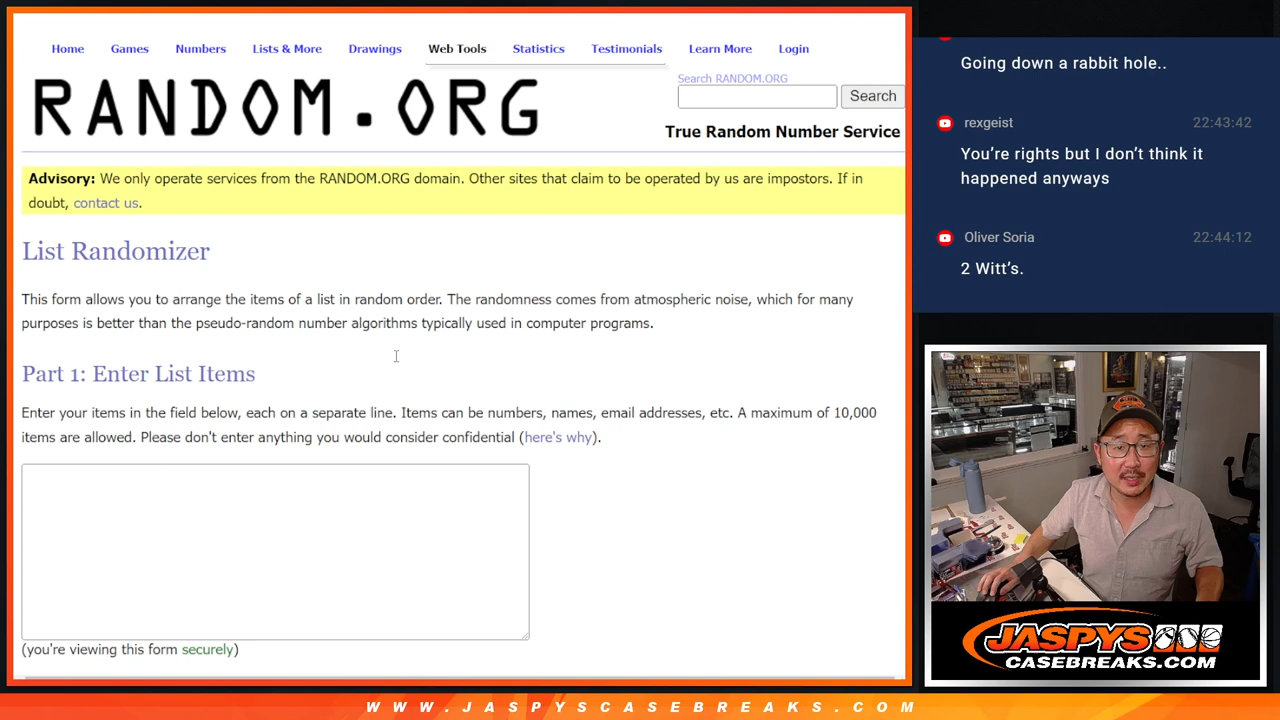 Home Games Numbers Lists & More Drawings Web Tools Statistics Testimonials Learn More Login
RANDOM.ORG
Search RANDOM.ORG
Search
True Random Number Service
Advisory: We only operate services from the RANDOM.ORG domain. Other sites that claim to be operated by us are impostors. If in
doubt, contact us.
List Randomizer
This form allows you to arrange the items of a list in random order. The randomness comes from atmospheric noise, which for many
purposes is better than the pseudo-random number algorithms typically used in computer programs.
Part 1: Enter List Items
Enter your items in the field below, each on a separate line. Items can be numbers, names, email addresses, etc. A maximum of 10,000
items are allowed. Please don't enter anything you would consider confidential (here's why).
(you're viewing this form securely)
Going down a rabbit hole..
rexgeist 22:43:42
You're rights but I don't think it
happened anyways
Oliver Soria 22:44:12
2 Witt's.
JASPYS
CASEBREAKS.COM
WWW.JASPYSCASEBREAKS.COM